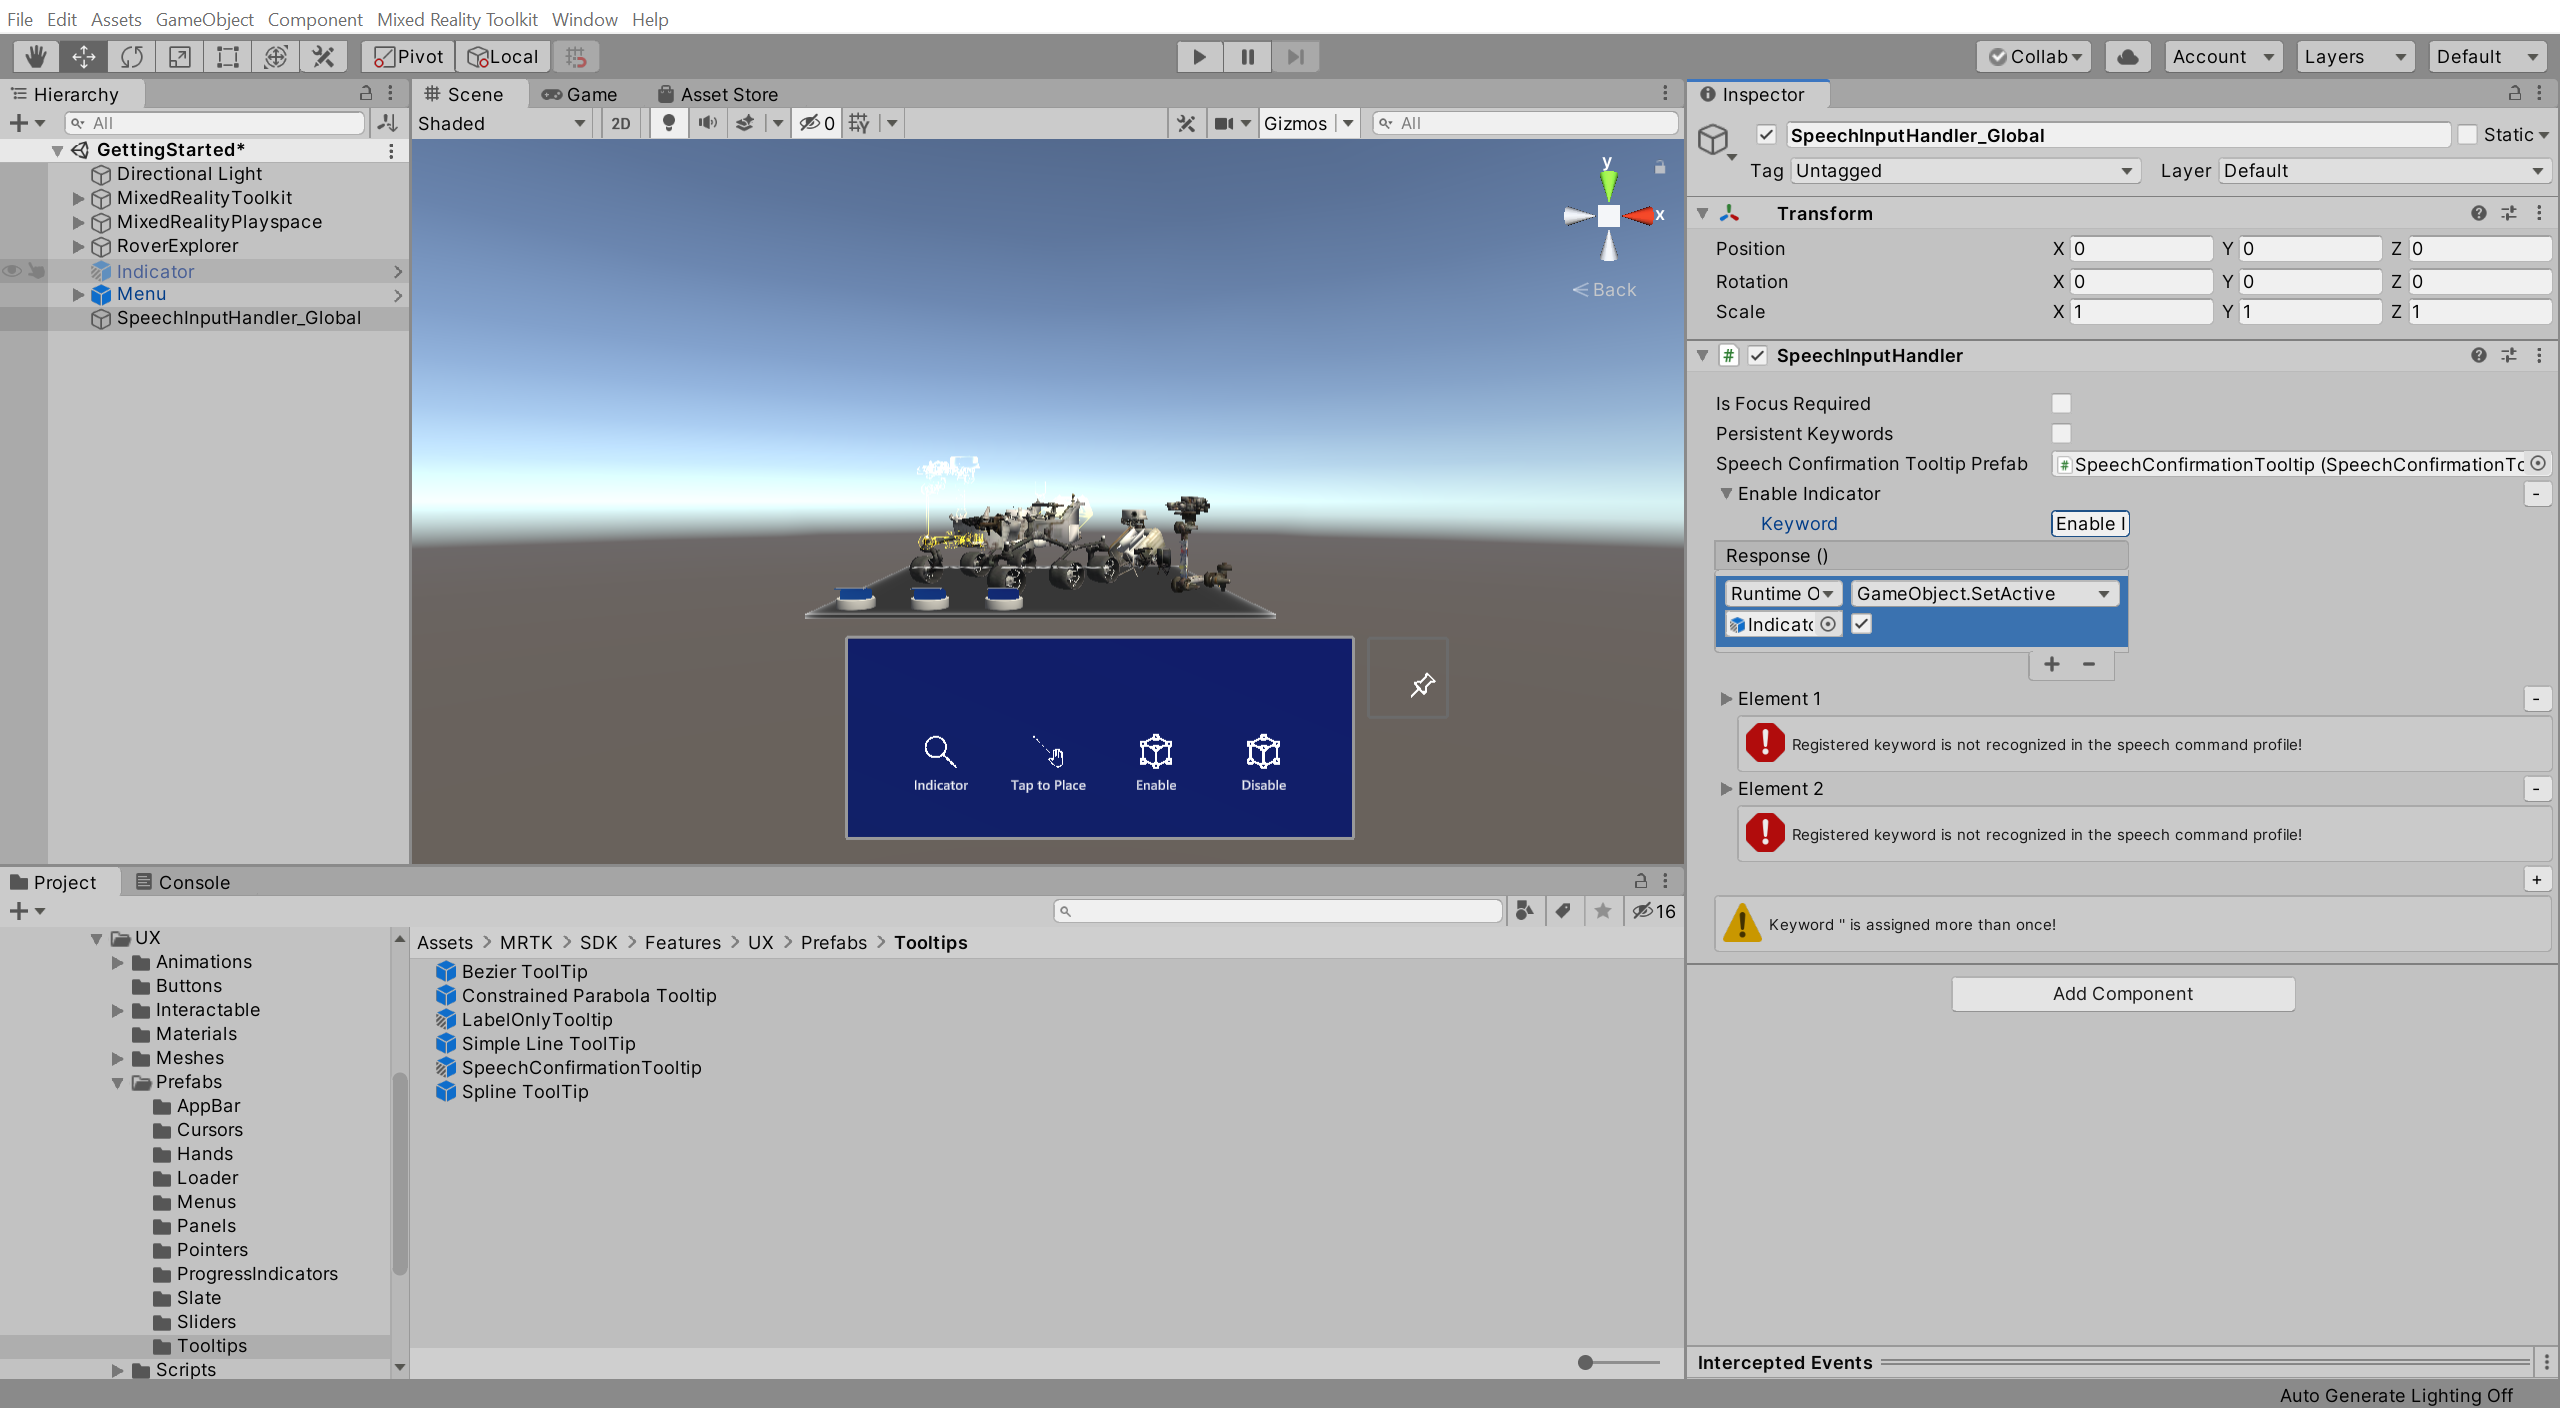 File Edit Assets GameObject Component Mixed Reality Toolkit Window Help
Pivot Local Collab Account Layers Default
Hierarchy
All
GettingStarted*
Directional Light
MixedRealityToolkit
MixedRealityPlayspace
RoverExplorer
Indicator
Menu
SpeechInputHandler_Global
Scene Game Asset Store
Shaded 2D 0 Gizmos All
y
x
Back
Indicator Tap to Place Enable Disable
Inspector
SpeechInputHandler_Global Static
Tag Untagged Layer Default
Transform
Position X 0 Y 0 Z 0
Rotation X 0 Y 0 Z 0
Scale X 1 Y 1 Z 1
# SpeechInputHandler
Is Focus Required
Persistent Keywords
Speech Confirmation Tooltip Prefab # SpeechConfirmationTooltip (SpeechConfirmationTo
Enable Indicator -
Keyword Enable I
Response ()
Runtime O GameObject.SetActive
Indicato
+ -
Element 1 -
Registered keyword is not recognized in the speech command profile!
Element 2 -
Registered keyword is not recognized in the speech command profile!
+
Keyword '' is assigned more than once!
Add Component
Intercepted Events
Project Console
16
UX
Animations
Buttons
Interactable
Materials
Meshes
Prefabs
AppBar
Cursors
Hands
Loader
Menus
Panels
Pointers
ProgressIndicators
Slate
Sliders
Tooltips
Scripts
Assets > MRTK > SDK > Features > UX > Prefabs > Tooltips
Bezier ToolTip
Constrained Parabola Tooltip
LabelOnlyTooltip
Simple Line ToolTip
SpeechConfirmationTooltip
Spline ToolTip
Auto Generate Lighting Off